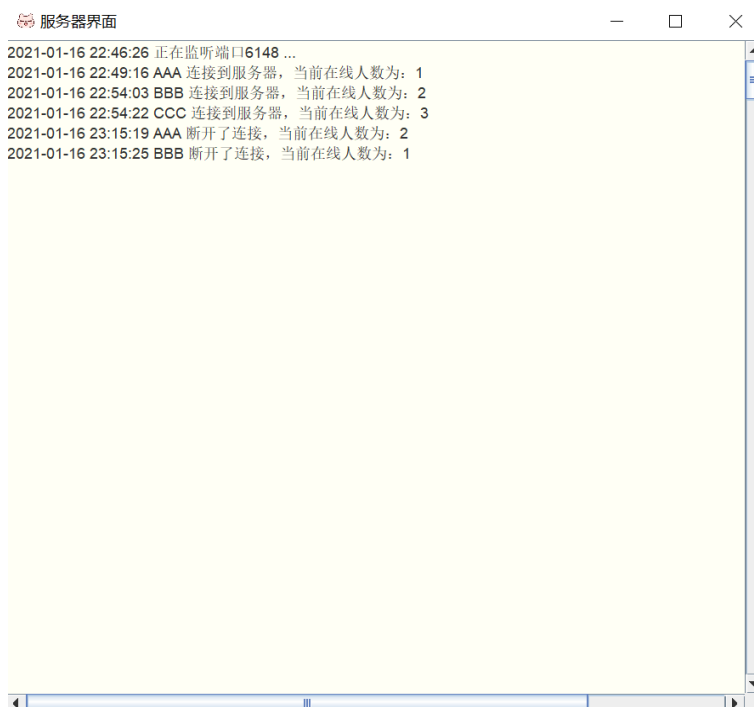 服务器界面
2021-01-16 22:46:26 正在监听端口6148 ...
2021-01-16 22:49:16 AAA 连接到服务器，当前在线人数为：1
2021-01-16 22:54:03 BBB 连接到服务器，当前在线人数为：2
2021-01-16 22:54:22 CCC 连接到服务器，当前在线人数为：3
2021-01-16 23:15:19 AAA 断开了连接，当前在线人数为：2
2021-01-16 23:15:25 BBB 断开了连接，当前在线人数为：1